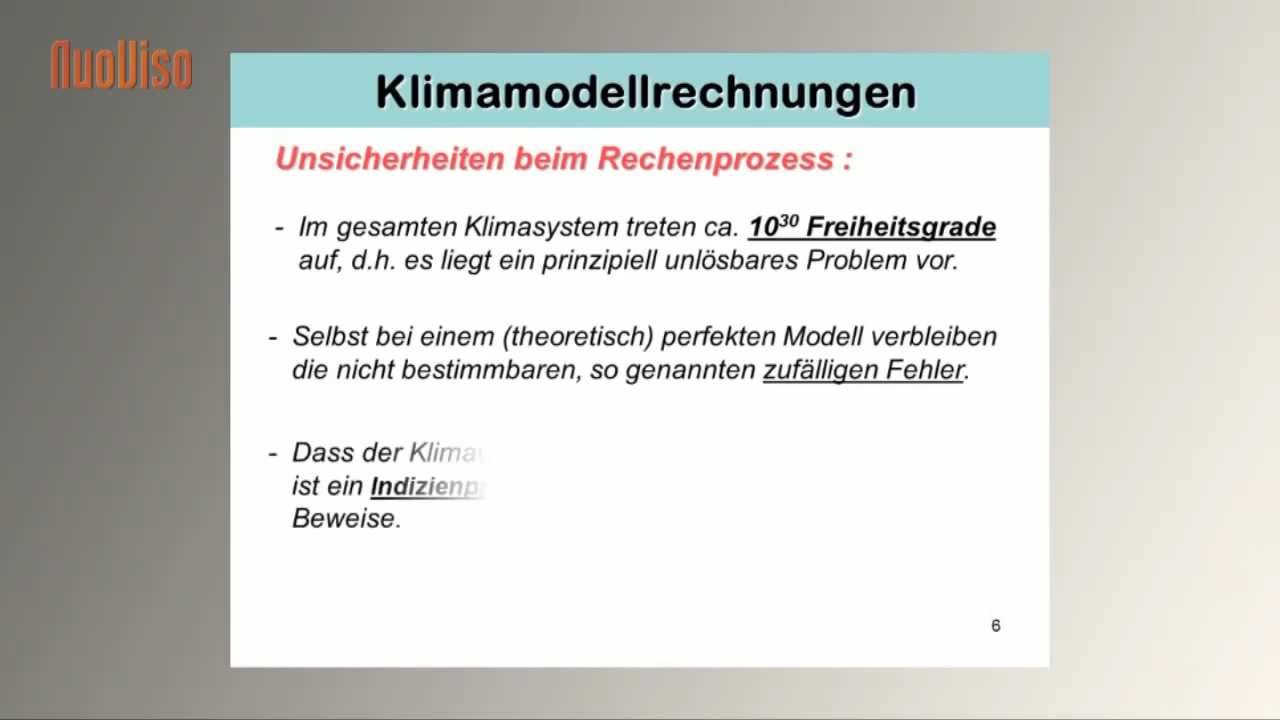 NuoViso
Klimamodellrechnungen
Unsicherheiten beim Rechenprozess :
- Im gesamten Klimasystem treten ca. 10³⁰ Freiheitsgrade
auf, d.h. es liegt ein prinzipiell unlösbares Problem vor.
- Selbst bei einem (theoretisch) perfekten Modell verbleiben
die nicht bestimmbaren, so genannten zufälligen Fehler.
- Dass der
ist ein
Beweise.
6